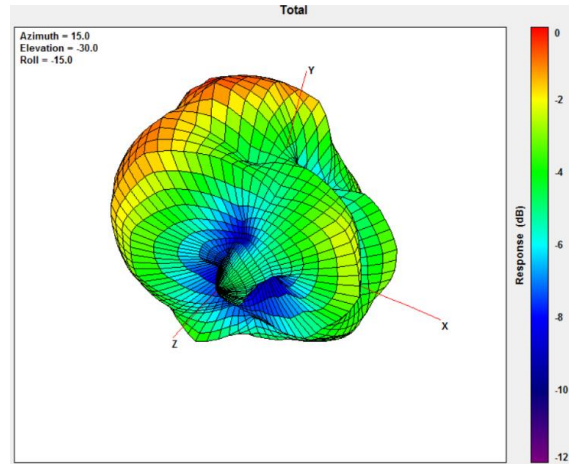 Total
Azimuth = 15.0
Elevation = -30.0
Roll = -15.0
Y
X
Z
0
-2
-4
-6
-8
-10
-12
Response (dB)